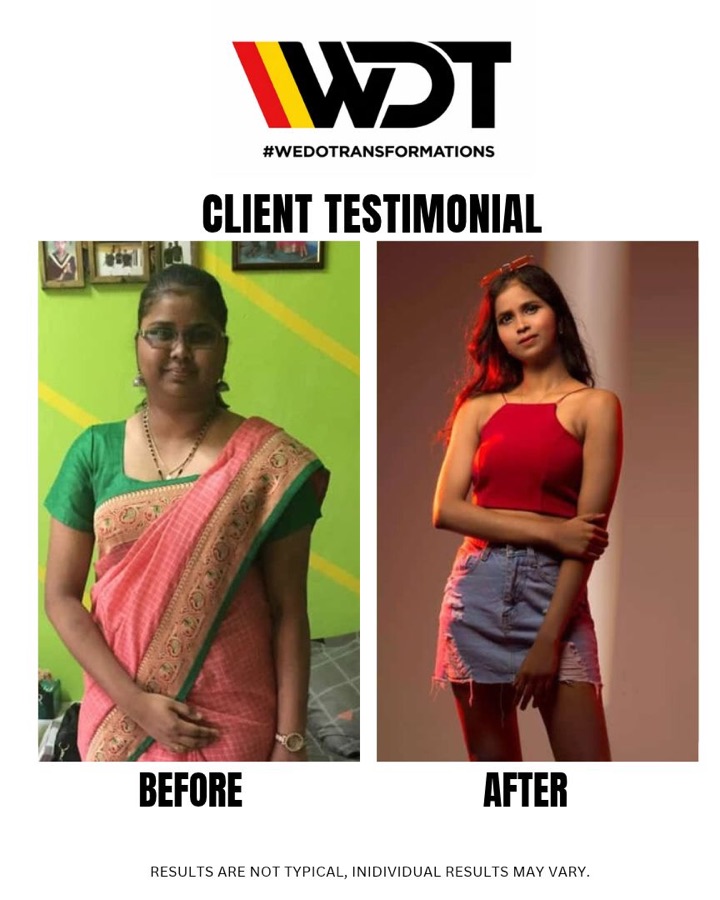 WDT
#WEDOTRANSFORMATIONS
CLIENT TESTIMONIAL
BEFORE
AFTER
RESULTS ARE NOT TYPICAL, INIDIVIDUAL RESULTS MAY VARY.